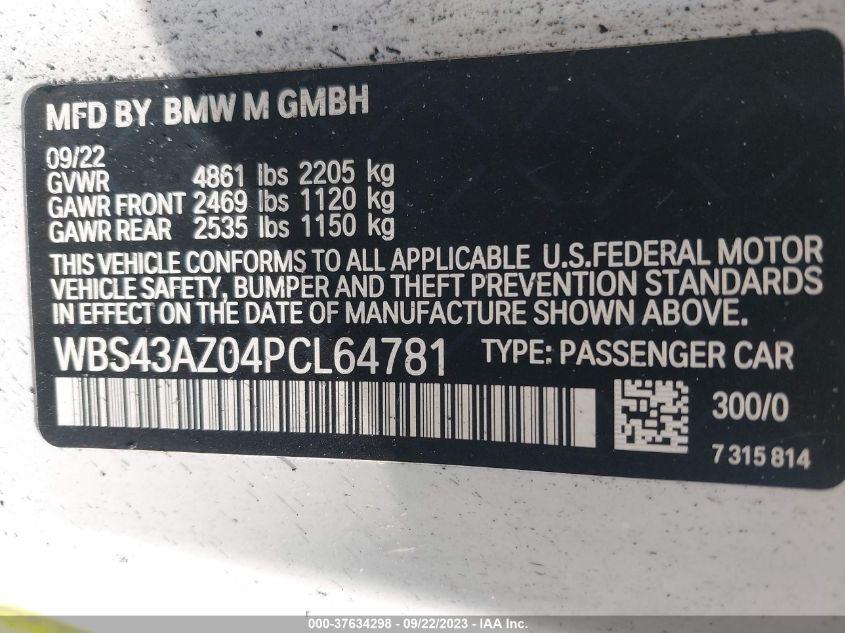 MFD BY BMW M GMBH
09/22
GVWR 4861 lbs 2205 kg
GAWR FRONT 2469 lbs 1120 kg
GAWR REAR 2535 lbs 1150 kg
THIS VEHICLE CONFORMS TO ALL APPLICABLE U.S.FEDERAL MOTOR
VEHICLE SAFETY, BUMPER AND THEFT PREVENTION STANDARDS
IN EFFECT ON THE DATE OF MANUFACTURE SHOWN ABOVE.
WBS43AZ04PCL64781 TYPE: PASSENGER CAR
300/0
7 315 814
000-37634298 - 09/22/2023 - IAA Inc.